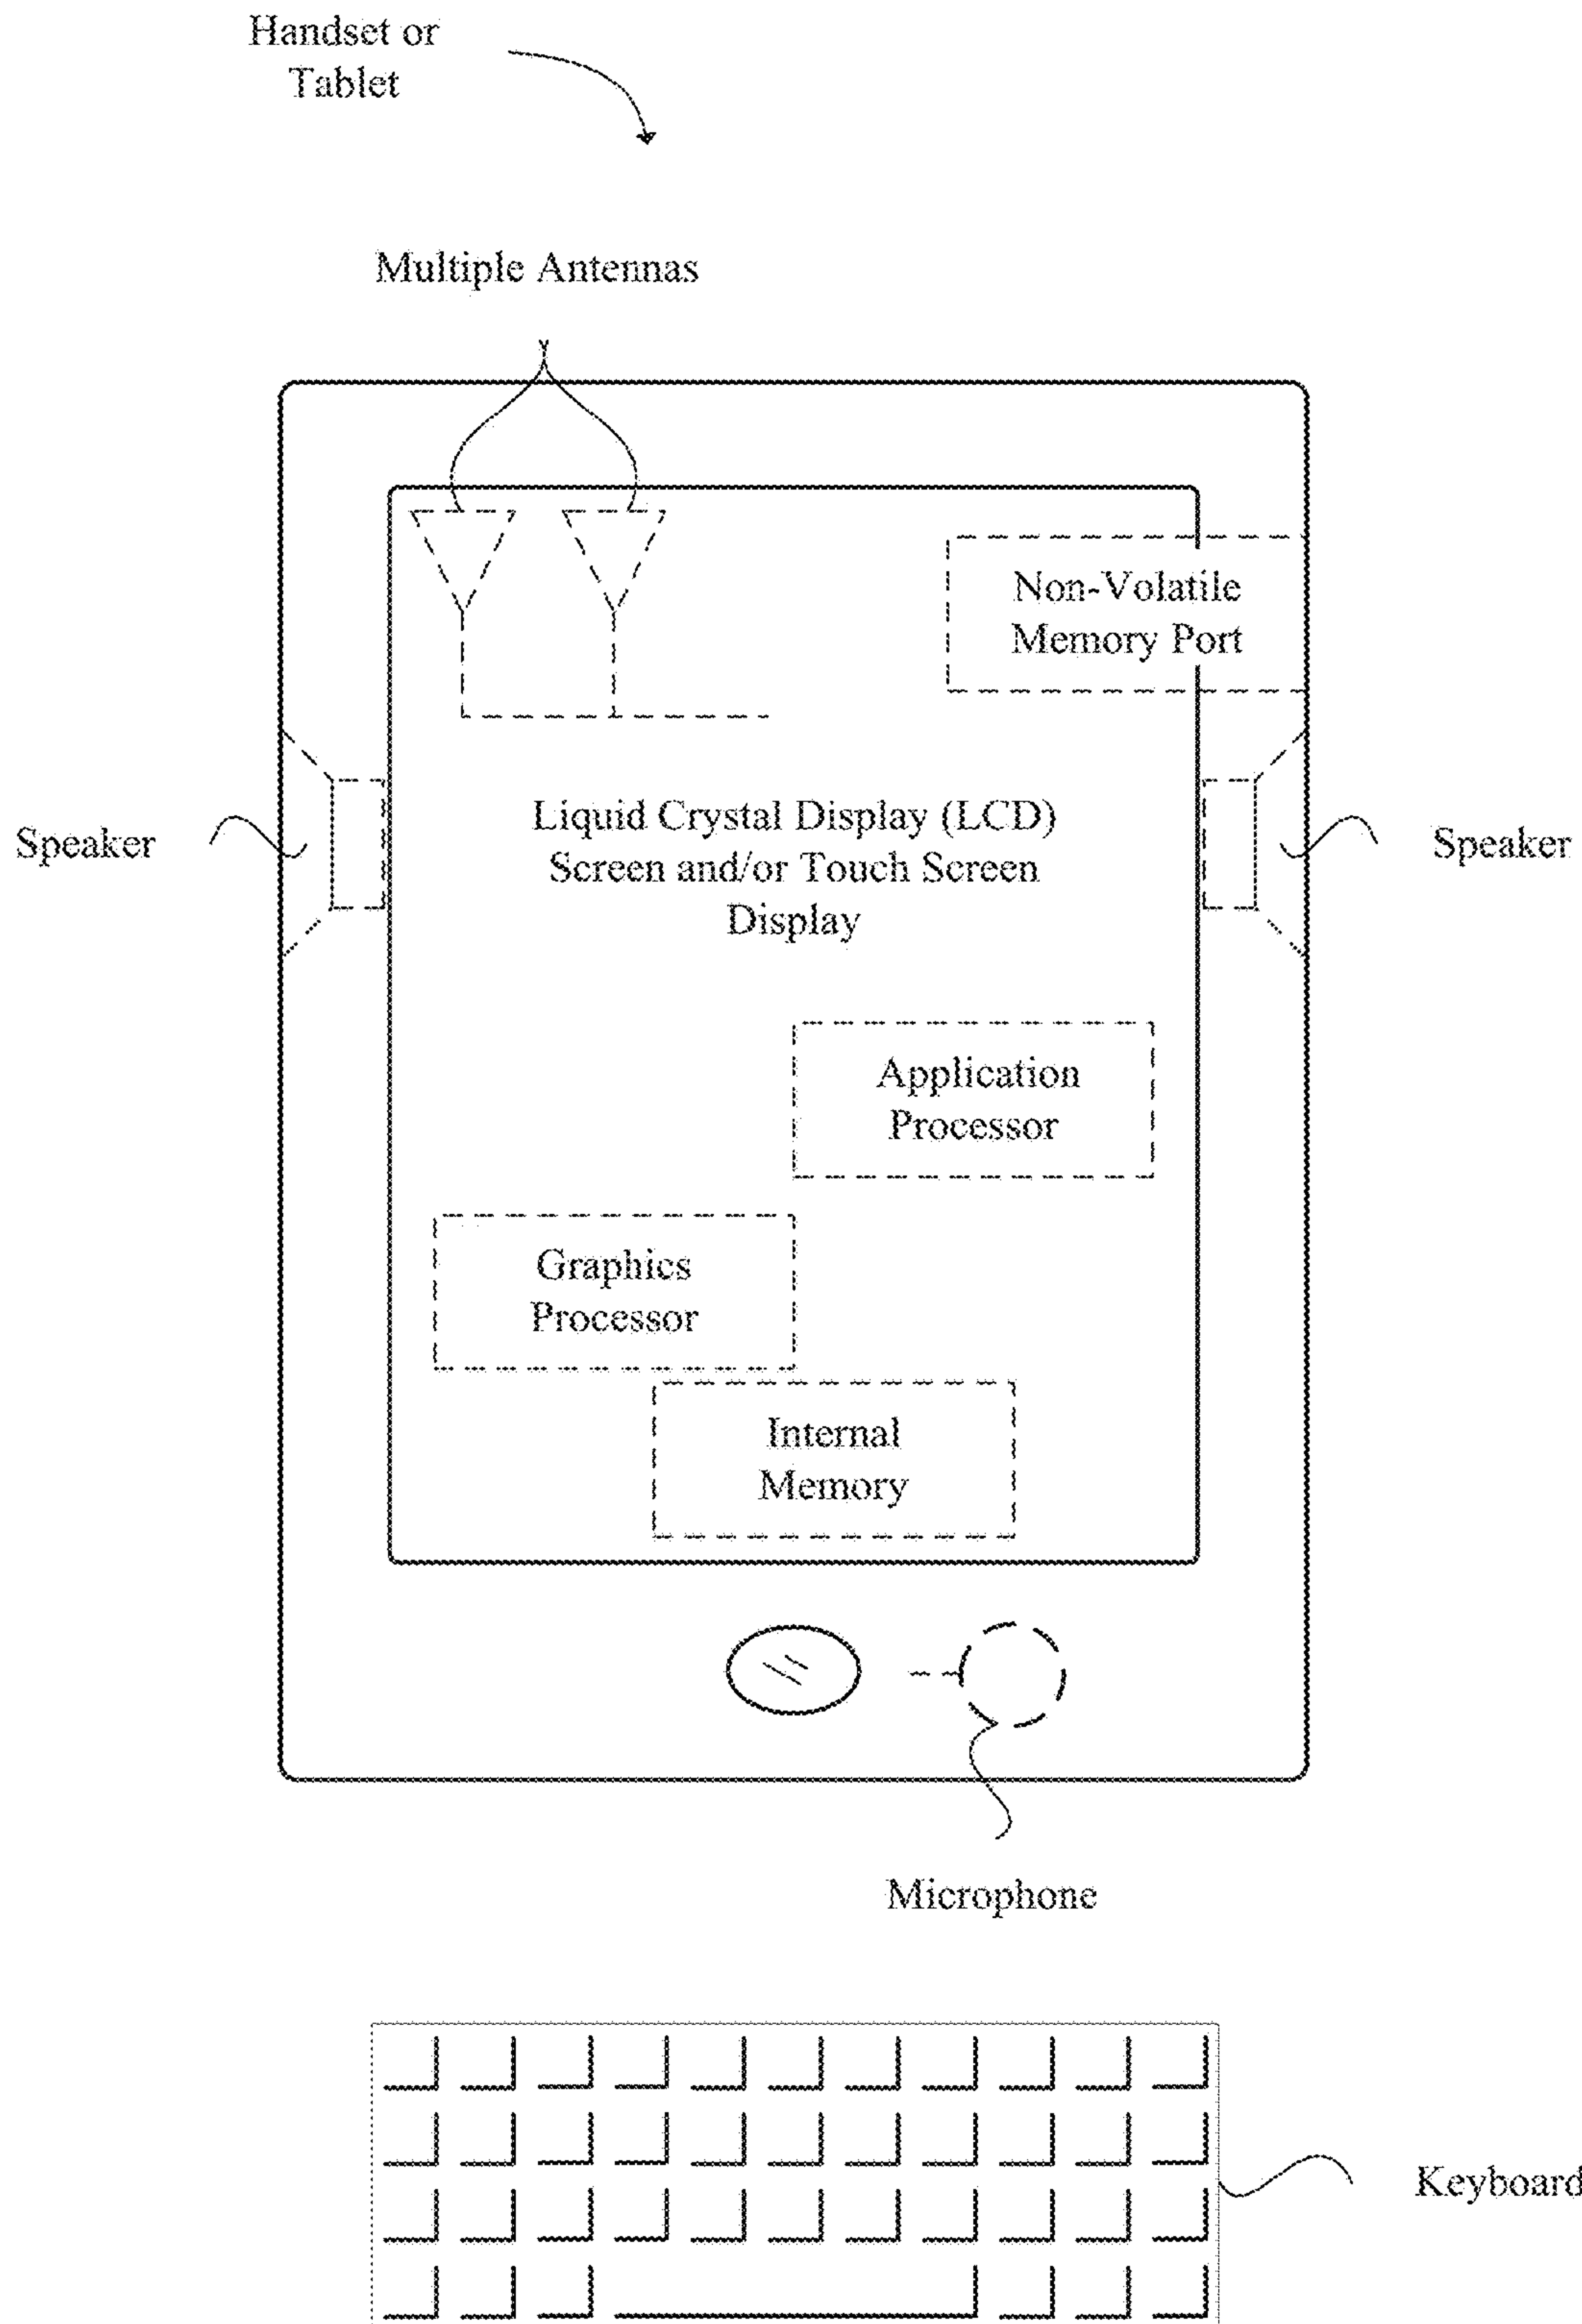 Handset or
Tablet
Multiple Antennas
Non-Volatile
Memory Port
Liquid Crystal Display (LCD)
Screen and/or Touch Screen
Display
Speaker
Speaker
Application
Processor
Graphics
Processor
Internal
Memory
Microphone
Keyboard